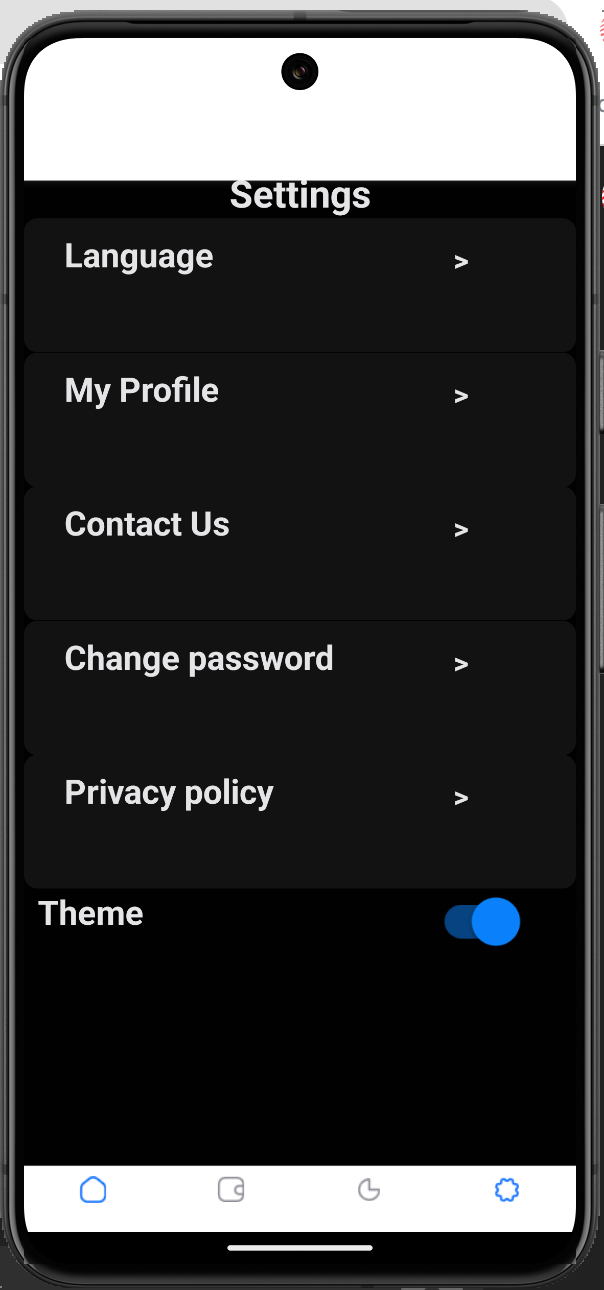 Settings
Language >
My Profile >
Contact Us >
Change password >
Privacy policy >
Theme